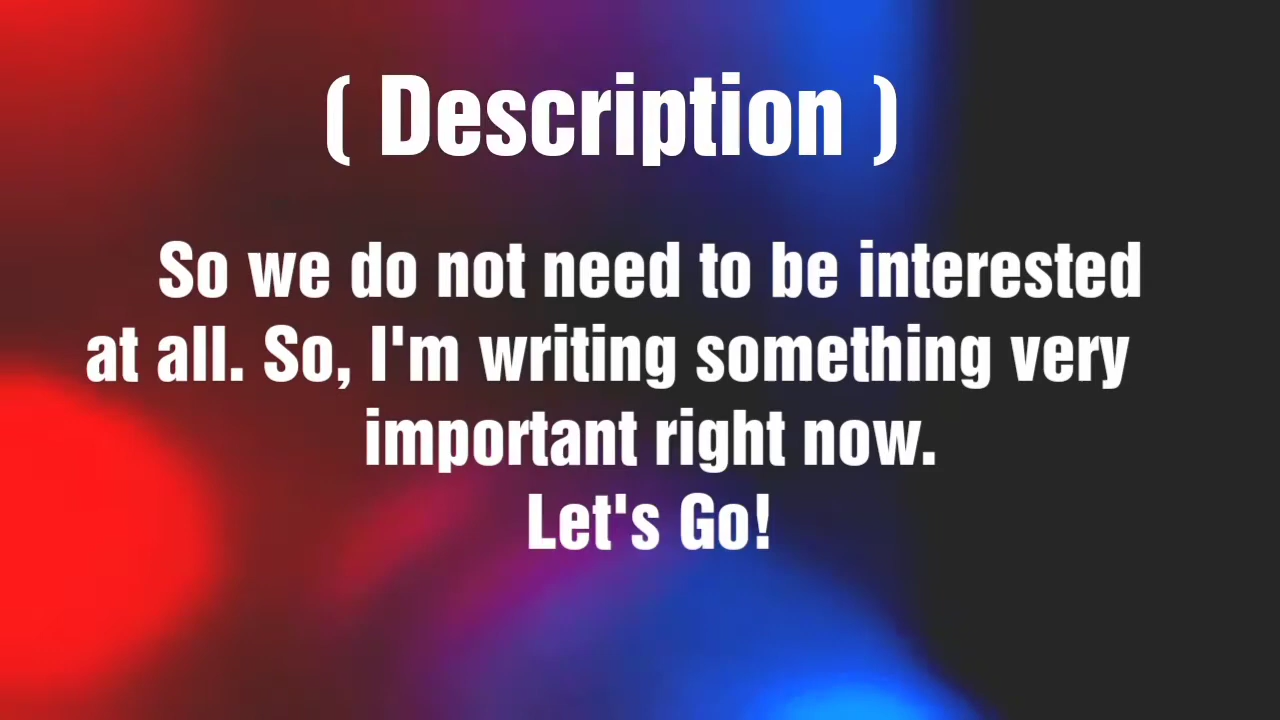 ( Description )
So we do not need to be interested
at all. So, I'm writing something very
important right now.
Let's Go!